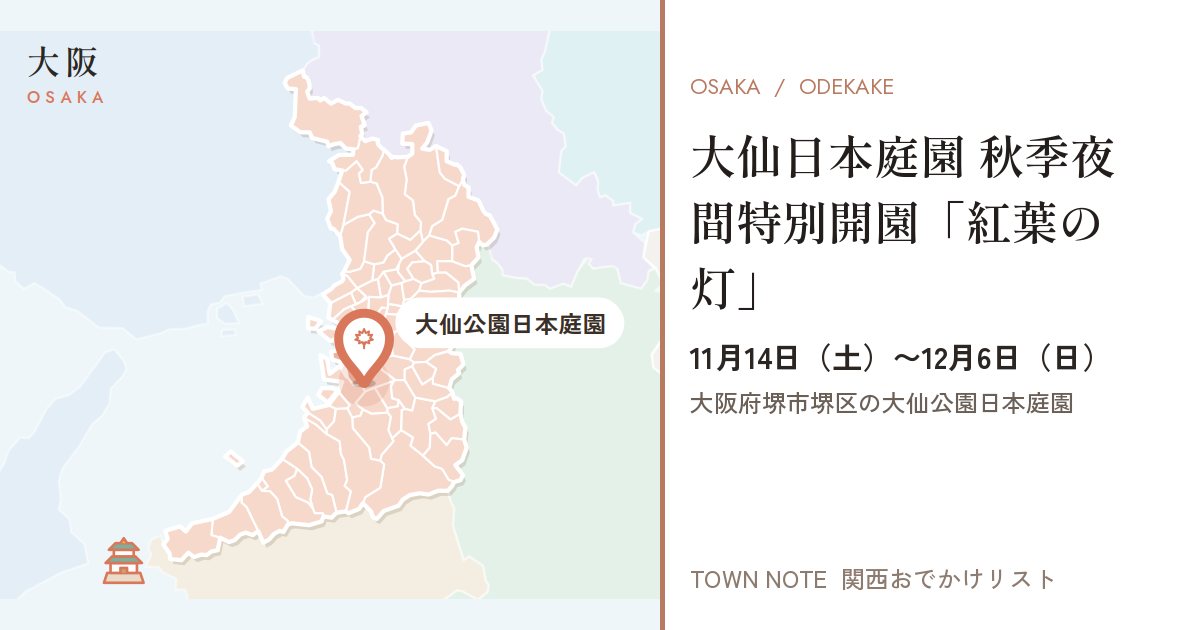 大阪
OSAKA
大仙公園日本庭園
OSAKA / ODEKAKE
大仙日本庭園 秋季夜
間特別開園「紅葉の
灯」
11月14日（土）〜12月6日（日）
大阪府堺市堺区の大仙公園日本庭園
TOWN NOTE 関西おでかけリスト